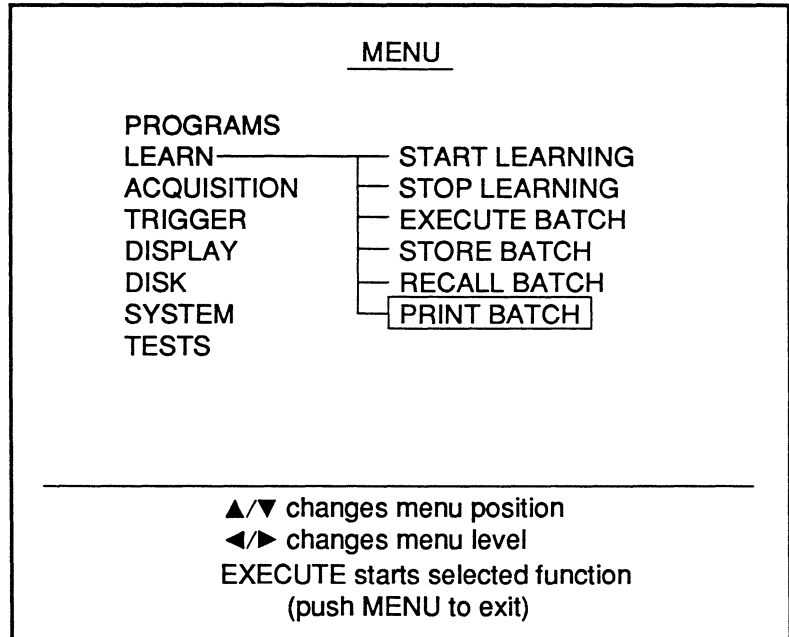 MENU
PROGRAMS
LEARN
START LEARNING
ACQUISITION
STOP LEARNING
TRIGGER
EXECUTE BATCH
DISPLAY
STORE BATCH
DISK
RECALL BATCH
SYSTEM
PRINT BATCH
TESTS
▲/▼ changes menu position
◄/► changes menu level
EXECUTE starts selected function
(push MENU to exit)